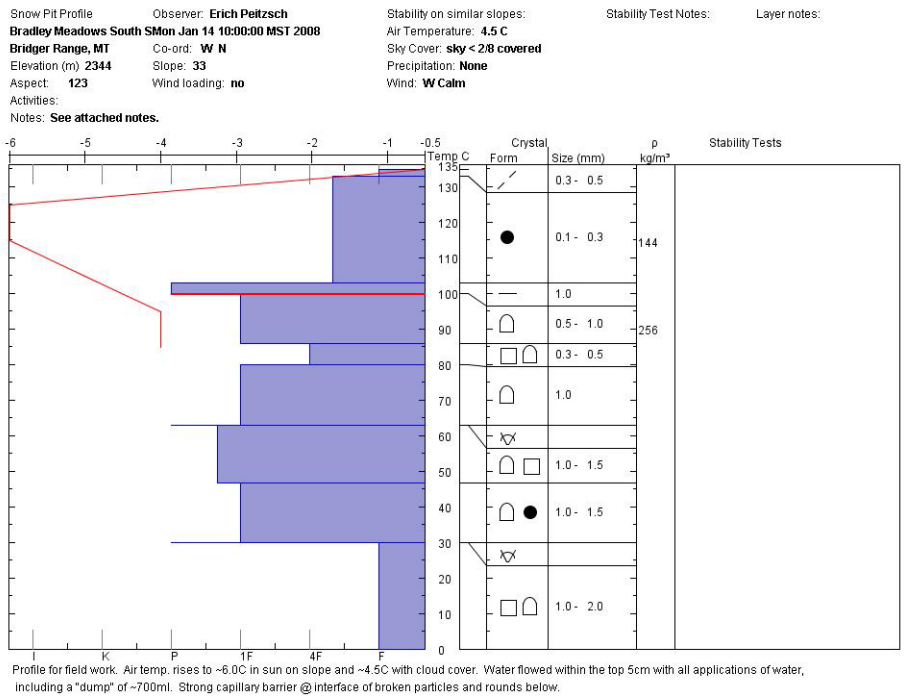 Snow Pit Profile Observer: Erich Peitzsch Stability on similar slopes: Stability Test Notes: Layer notes:
Bradley Meadows South SMon Jan 14 10:00:00 MST 2008 Air Temperature: 4.5 C
Bridger Range, MT Co-ord: W N Sky Cover: sky < 2/8 covered
Elevation (m) 2344 Slope: 33 Precipitation: None
Aspect: 123 Wind loading: no Wind: W Calm
Activities:
Notes: See attached notes.
-6 -5 -4 -3 -2 -1 -0.5 Crystal ρ Stability Tests
Temp C Form Size (mm) kg/m³
135
130 0.3 - 0.5
120
0.1 - 0.3 144
110
100 1.0
90 0.5 - 1.0 256
0.3 - 0.5
80
70 1.0
60
50 1.0 - 1.5
40 1.0 - 1.5
30
20
10 1.0 - 2.0
0
I K P 1F 4F F
Profile for field work. Air temp. rises to ~6.0C in sun on slope and ~4.5C with cloud cover. Water flowed within the top 5cm with all applications of water,
including a "dump" of ~700ml. Strong capillary barrier @ interface of broken particles and rounds below.